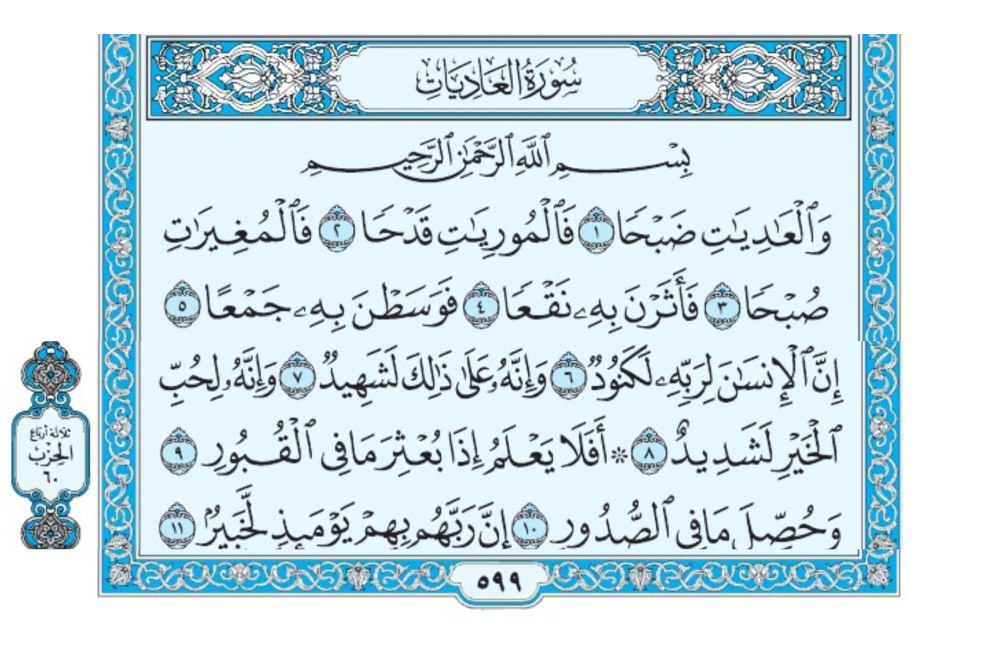 سُورَةُ العَادِيَاتِ
بِسْمِ ٱللَّهِ ٱلرَّحْمَٰنِ ٱلرَّحِيمِ
وَٱلْعَٰدِيَٰتِ ضَبْحًا ١ فَٱلْمُورِيَٰتِ قَدْحًا ٢ فَٱلْمُغِيرَٰتِ
صُبْحًا ٣ فَأَثَرْنَ بِهِۦ نَقْعًا ٤ فَوَسَطْنَ بِهِۦ جَمْعًا ٥
إِنَّ ٱلْإِنسَٰنَ لِرَبِّهِۦ لَكَنُودٌ ٦ وَإِنَّهُۥ عَلَىٰ ذَٰلِكَ لَشَهِيدٌ ٧ وَإِنَّهُۥ لِحُبِّ
ٱلْخَيْرِ لَشَدِيدٌ ٨ ۞ أَفَلَا يَعْلَمُ إِذَا بُعْثِرَ مَا فِى ٱلْقُبُورِ ٩
وَحُصِّلَ مَا فِى ٱلصُّدُورِ ١٠ إِنَّ رَبَّهُم بِهِمْ يَوْمَئِذٍ لَّخَبِيرٌۢ ١١
ثلاثة أرباع
الحِزْب
٦٠
٥٩٩